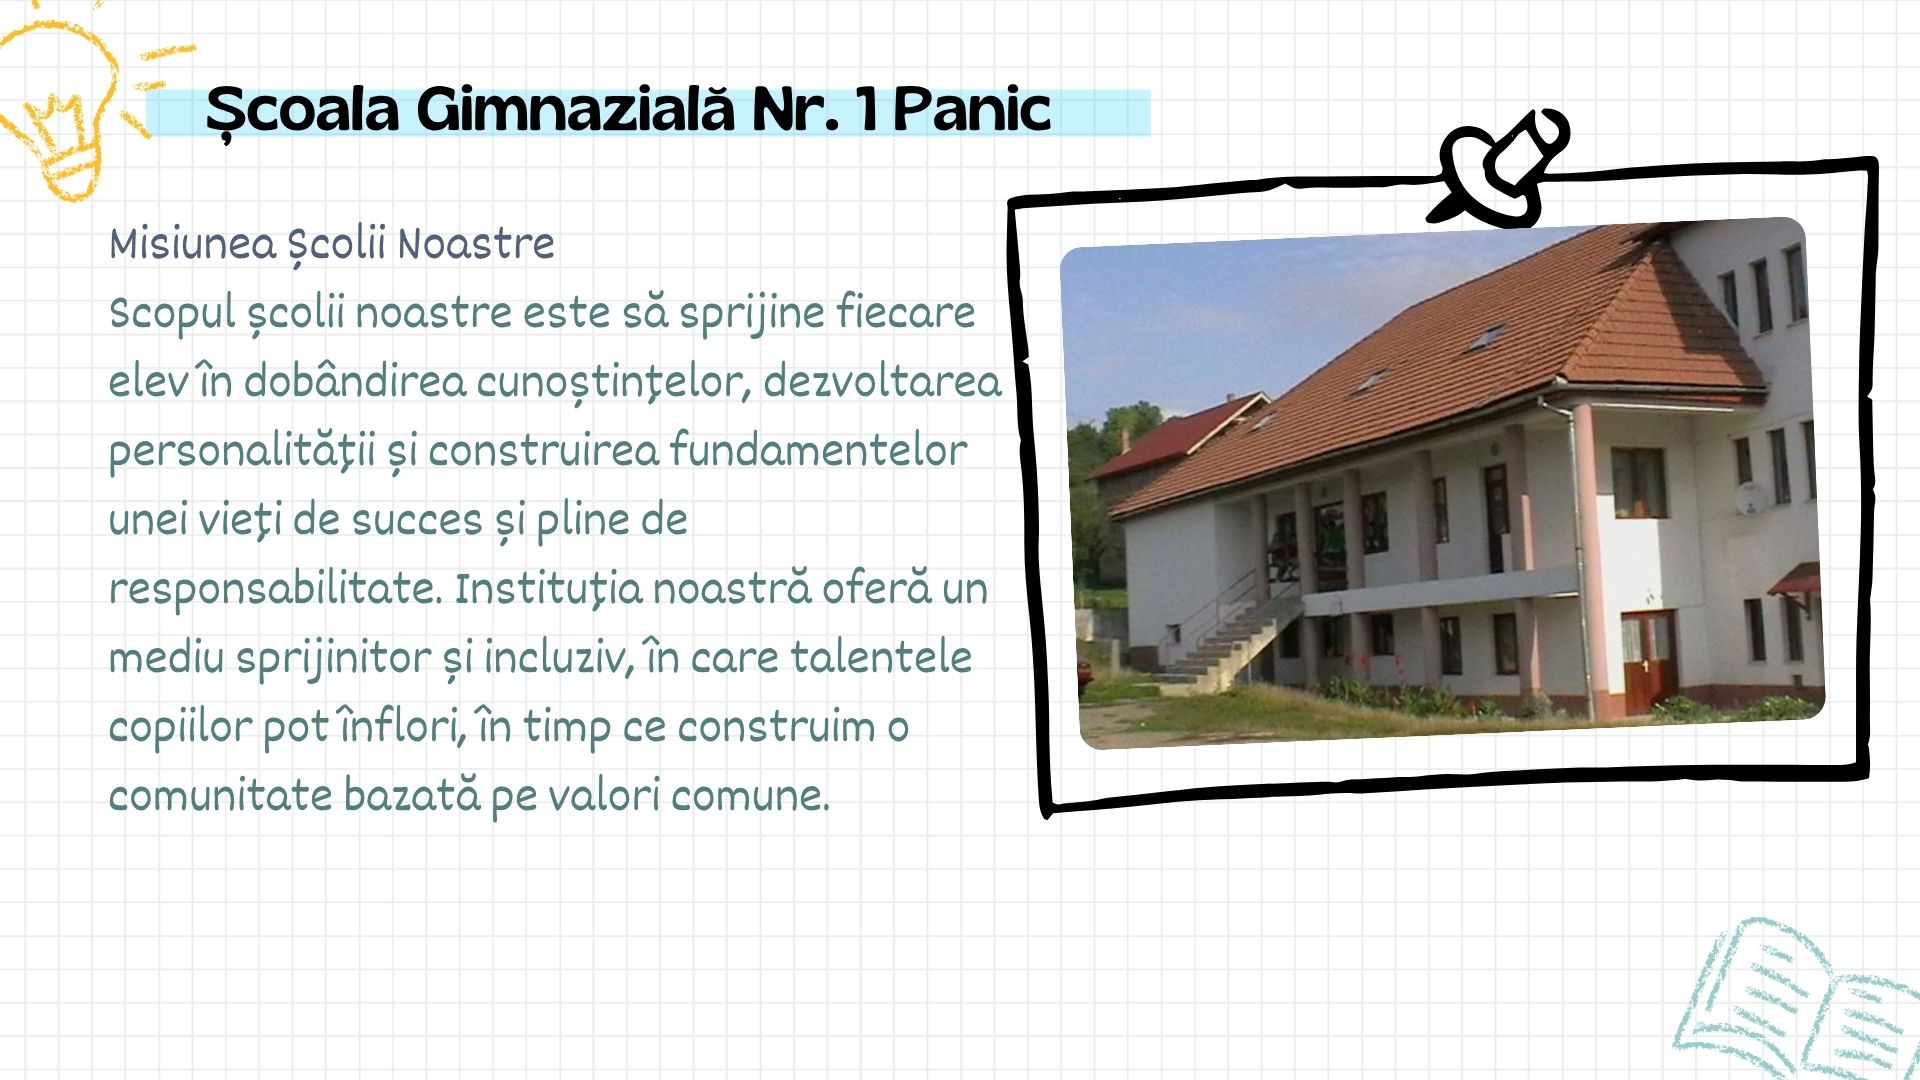 Școala Gimnazială Nr. 1 Panic
Misiunea Școlii Noastre
Scopul școlii noastre este să sprijine fiecare
elev în dobândirea cunoștințelor, dezvoltarea
personalității și construirea fundamentelor
unei vieți de succes și pline de
responsabilitate. Instituția noastră oferă un
mediu sprijinitor și incluziv, în care talentele
copiilor pot înflori, în timp ce construim o
comunitate bazată pe valori comune.